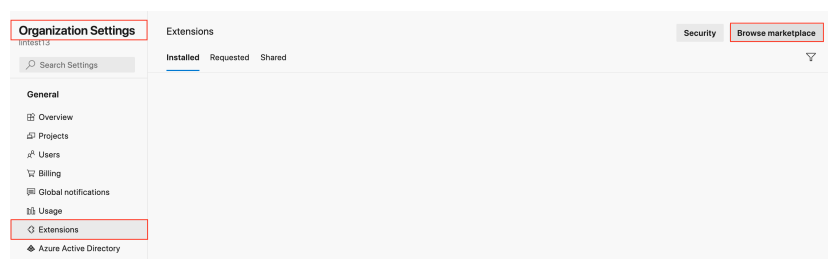 Organization Settings
lintest13
Search Settings
General
Overview
Projects
Users
Billing
Global notifications
Usage
Extensions
Azure Active Directory
Extensions
Security Browse marketplace
Installed Requested Shared